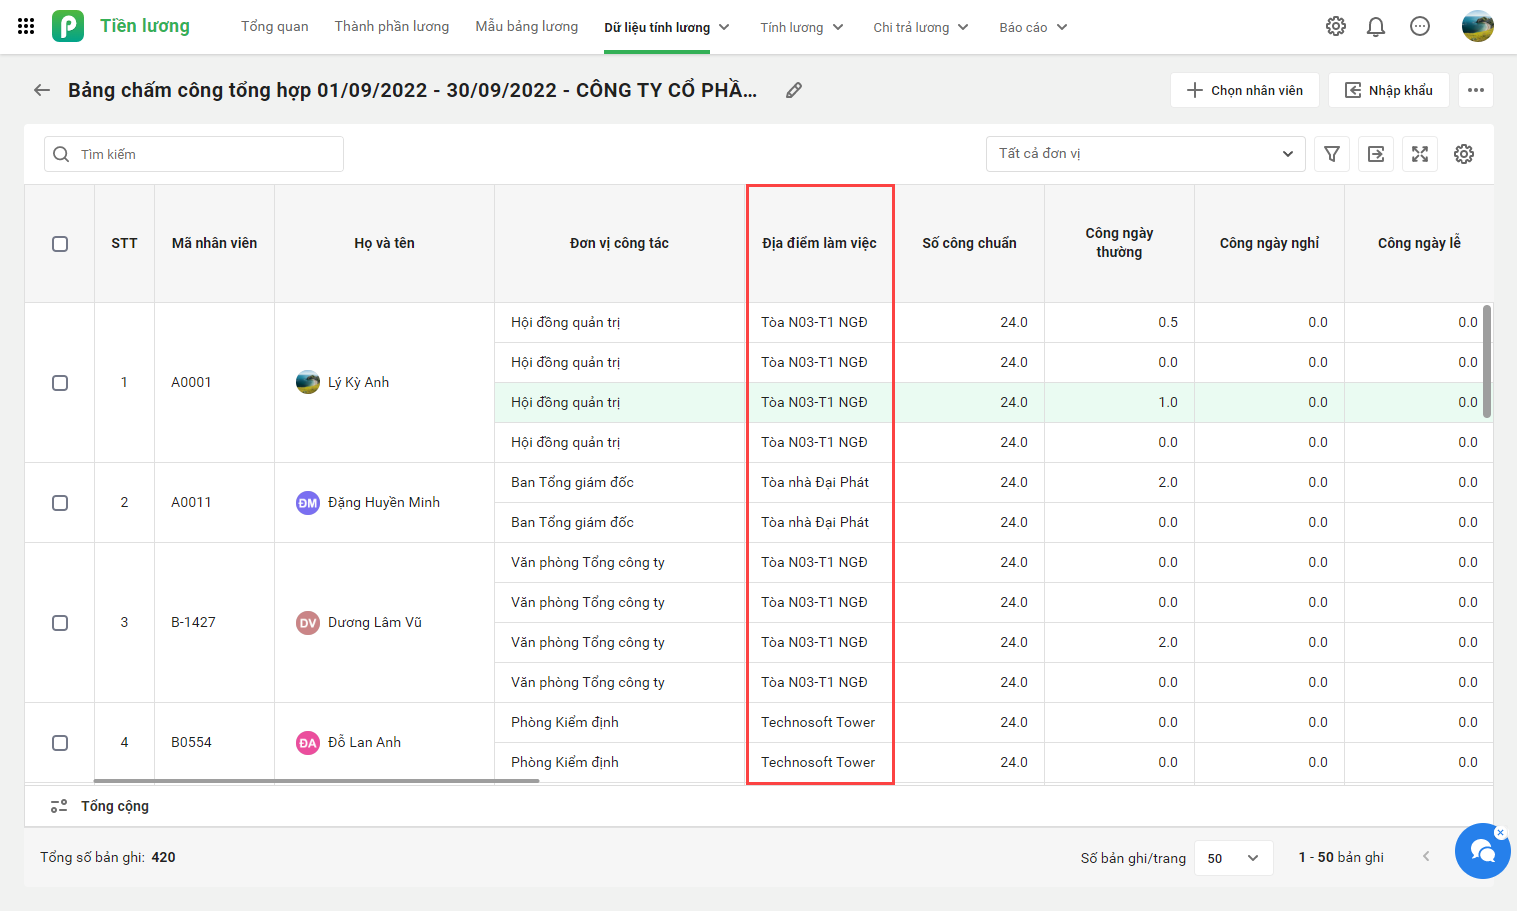 Tiền lương
Tổng quan
Thành phần lương
Mẫu bảng lương
Dữ liệu tính lương
Tính lương
Chi trả lương
Báo cáo
Bảng chấm công tổng hợp 01/09/2022 - 30/09/2022 - CÔNG TY CỔ PHẦ...
Chọn nhân viên
Nhập khẩu
Tìm kiếm
Tất cả đơn vị
STT Mã nhân viên Họ và tên Đơn vị công tác Địa điểm làm việc Số công chuẩn Công ngày thường Công ngày nghỉ Công ngày lễ
Hội đồng quản trị Tòa N03-T1 NGĐ 24.0 0.5 0.0 0.0
Hội đồng quản trị Tòa N03-T1 NGĐ 24.0 0.0 0.0 0.0
1 A0001 Lý Kỳ Anh
Hội đồng quản trị Tòa N03-T1 NGĐ 24.0 1.0 0.0 0.0
Hội đồng quản trị Tòa N03-T1 NGĐ 24.0 0.0 0.0 0.0
Ban Tổng giám đốc Tòa nhà Đại Phát 24.0 2.0 0.0 0.0
2 A0011 ĐM Đặng Huyền Minh
Ban Tổng giám đốc Tòa nhà Đại Phát 24.0 0.0 0.0 0.0
Văn phòng Tổng công ty Tòa N03-T1 NGĐ 24.0 0.0 0.0 0.0
Văn phòng Tổng công ty Tòa N03-T1 NGĐ 24.0 0.0 0.0 0.0
3 B-1427 DV Dương Lâm Vũ
Văn phòng Tổng công ty Tòa N03-T1 NGĐ 24.0 2.0 0.0 0.0
Văn phòng Tổng công ty Tòa N03-T1 NGĐ 24.0 0.0 0.0 0.0
Phòng Kiểm định Technosoft Tower 24.0 0.0 0.0 0.0
4 B0554 ĐA Đỗ Lan Anh
Phòng Kiểm định Technosoft Tower 24.0 0.0 0.0 0.0
Tổng cộng
Tổng số bản ghi: 420
Số bản ghi/trang 50 1 - 50 bản ghi